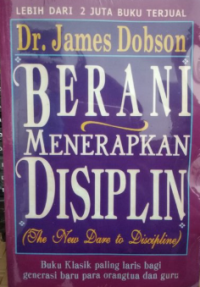 LEBIH DARI 2 JUTA BUKU TERJUAL
Dr. James Dobson
BERANI
MENERAPKAN
DISIPLIN
(The New Dare to Discipline)
Buku Klasik paling laris bagi
generasi baru para orangtua dan guru